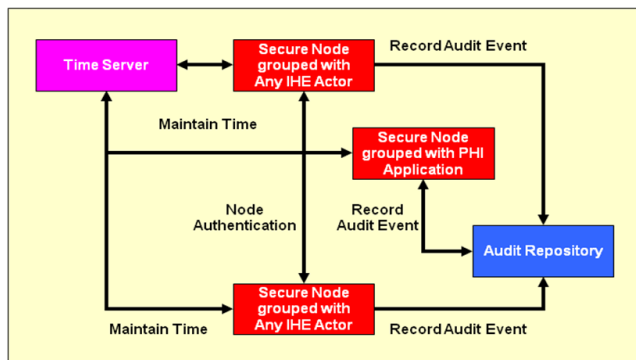 Time Server
Secure Node
grouped with
Any IHE Actor
Record Audit Event
Maintain Time
Secure Node
grouped with PHI
Application
Node
Authentication
Record
Audit Event
Audit Repository
Secure Node
grouped with
Any IHE Actor
Maintain Time
Record Audit Event